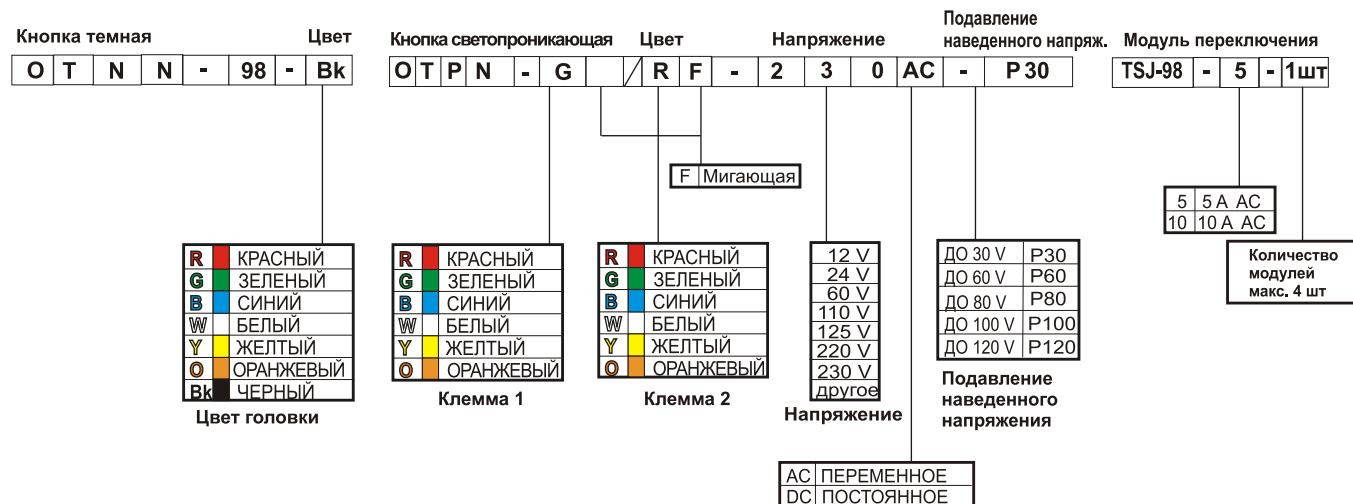 Кнопка темная Цвет
O T N N - 98 - Bk
Кнопка светопроникающая Цвет Напряжение
Подавление
наведенного напряж.
O T P N - G / R F - 2 3 0 AC - P30
Модуль переключения
TSJ-98 - 5 - 1шт
F Мигающая
R КРАСНЫЙ
G ЗЕЛЕНЫЙ
B СИНИЙ
W БЕЛЫЙ
Y ЖЕЛТЫЙ
O ОРАНЖЕВЫЙ
Bk ЧЕРНЫЙ
Цвет головки
R КРАСНЫЙ
G ЗЕЛЕНЫЙ
B СИНИЙ
W БЕЛЫЙ
Y ЖЕЛТЫЙ
O ОРАНЖЕВЫЙ
Клемма 1
R КРАСНЫЙ
G ЗЕЛЕНЫЙ
B СИНИЙ
W БЕЛЫЙ
Y ЖЕЛТЫЙ
O ОРАНЖЕВЫЙ
Клемма 2
12 V
24 V
60 V
110 V
125 V
220 V
230 V
другое
Напряжение
AC ПЕРЕМЕННОЕ
DC ПОСТОЯННОЕ
ДО 30 V P30
ДО 60 V P60
ДО 80 V P80
ДО 100 V P100
ДО 120 V P120
Подавление
наведенного
напряжения
5 5 A AC
10 10 A AC
Количество
модулей
макс. 4 шт